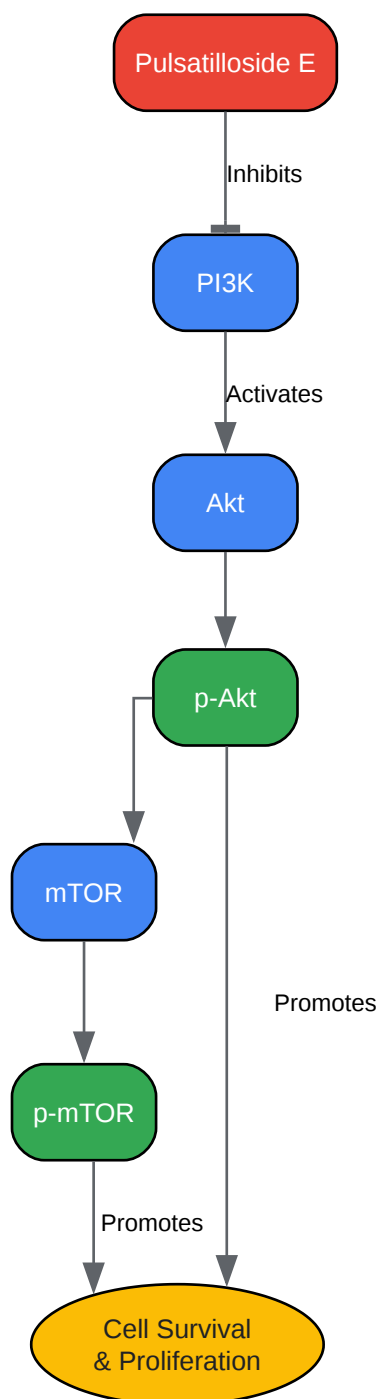 Pulsatilloside E
Inhibits
PI3K
Activates
Akt
p-Akt
mTOR
Promotes
p-mTOR
Promotes
Cell Survival
& Proliferation